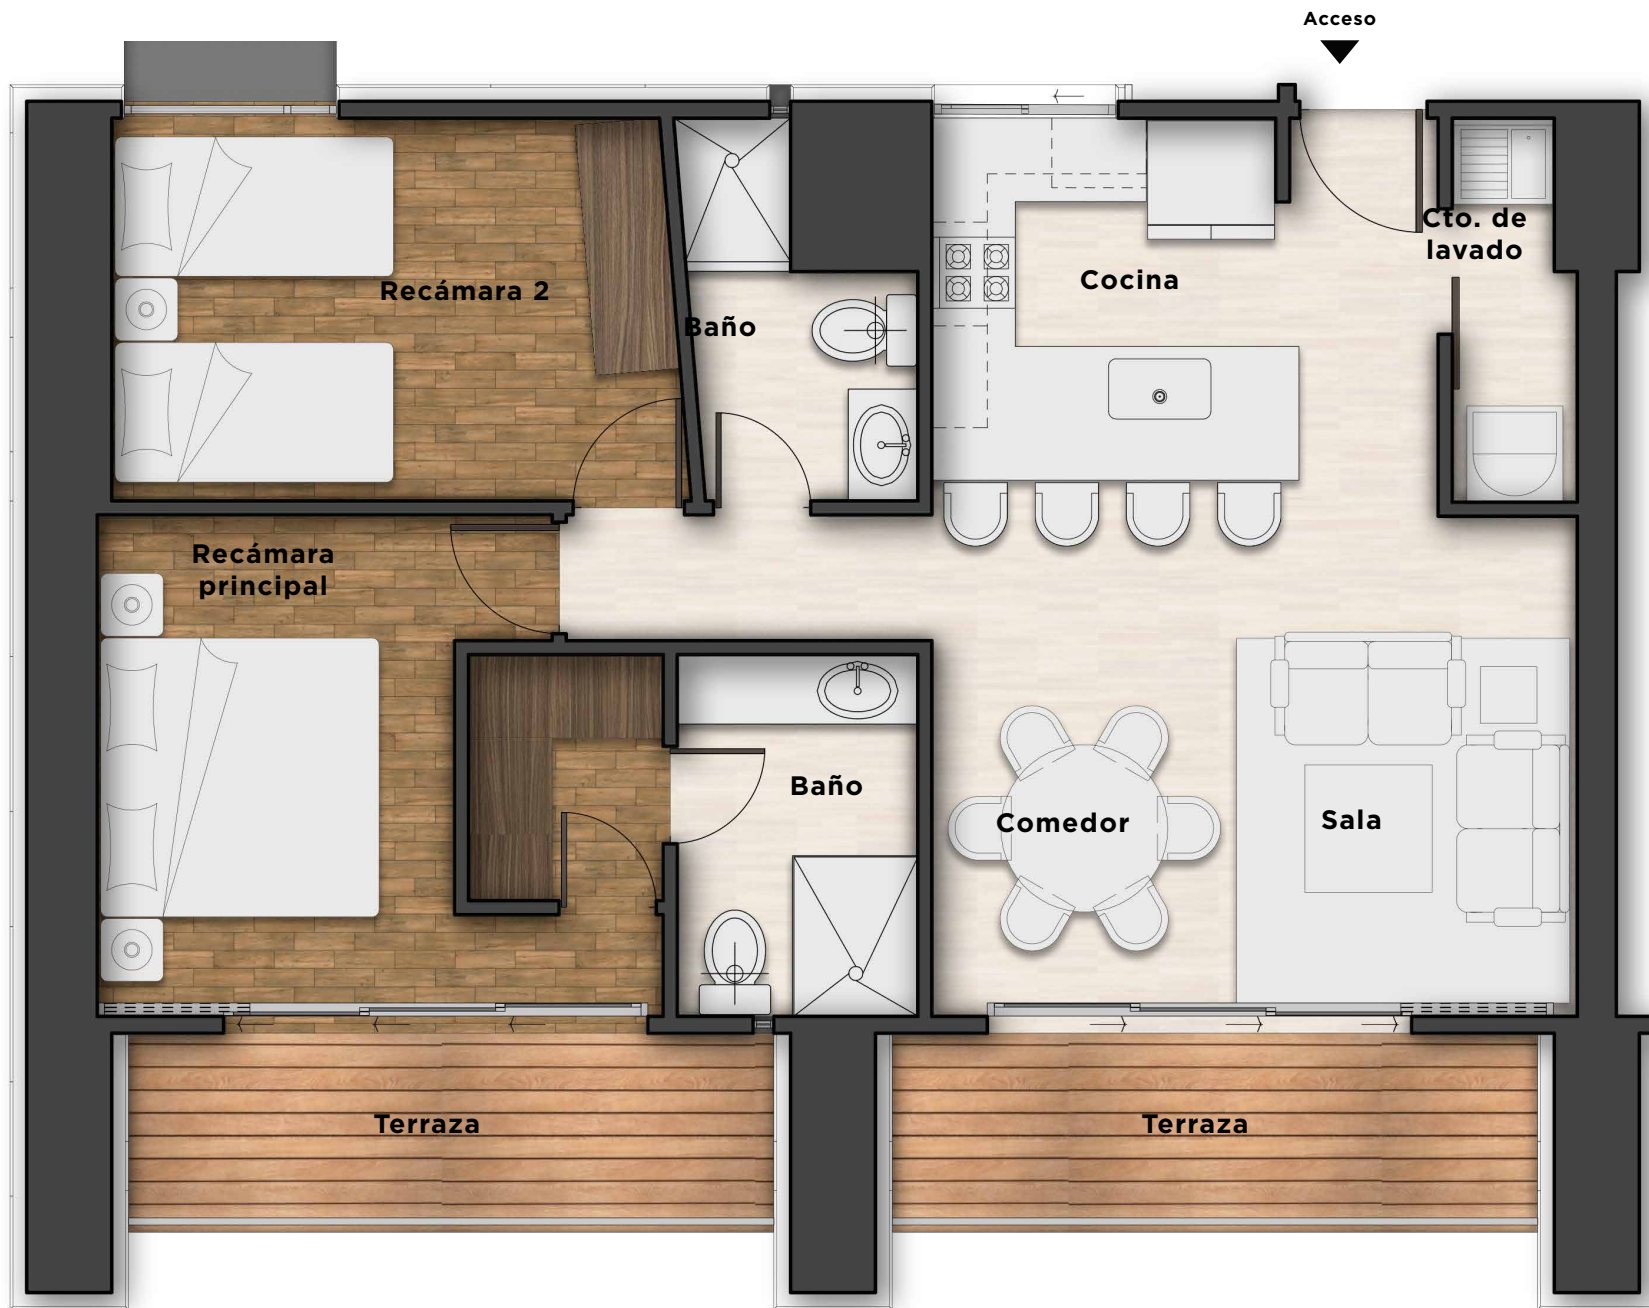 Acceso
Cto. de
lavado
Cocina
Recámara 2
Baño
Recámara
principal
Baño
Comedor
Sala
Terraza
Terraza